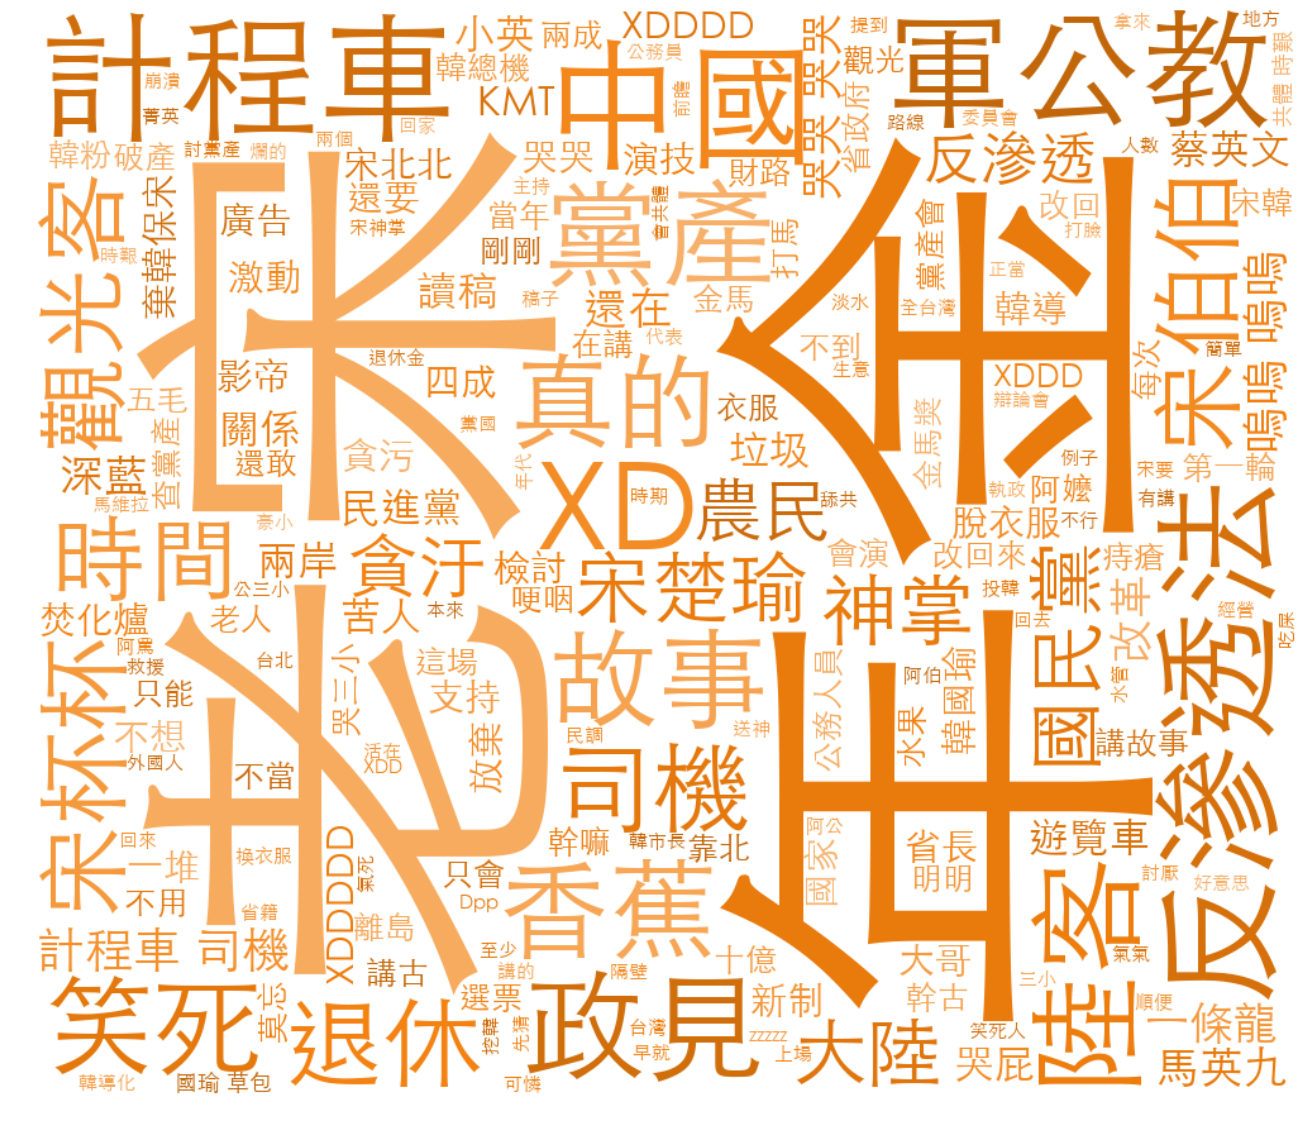 計程車
中國
軍公教
宋
老
金
年
小英
兩成
XDDDD
公務員
韓總機
KMT
前瞻
崩潰
菁英
兩個
回家
哭哭 哭哭
提到
觀光
省政府
拿來
地方
共體 時艱
路線
委員會
人數
反滲透
蔡英文
韓粉
破產
討黨產
爛的
宋北北
哭哭
演技
財路
還要
當年
主持
會共體
宋神掌
黨產
打馬
改回
打臉
宋韓
黨產會
宋伯伯
觀光客
時艱
棄韓保宋
廣告
激動
剛剛
讀稿
稿子
還在
金馬
正當
淡水
全台灣
韓導
嗚嗚 嗚嗚
在講
代表
不到
生意
簡單
每次
退休金
影帝
四成
真的
XDDD
辯論會
衣服
五毛
關係
還敢
黨國
金馬獎
垃圾
例子
宋要
第一輪
深藍
查黨產
貪污
年代
馬維拉
民進黨
XD
時期
農民
舔共
執政
阿嬤
有講
豪小
脫衣服
不行
反滲透法
時間
兩岸
貪汙
檢討
哽咽
宋楚瑜
會演
改回來
痔瘡
神掌
投韓
國民黨
改革
公三小
焚化爐
老人
苦人
本來
回去
經營
吃屎
阿罵
救援
台北
只能
哭三小
這場
支持
故事
公務人員
阿伯
韓國瑜
水管
宋杯杯
不想
外國人
不當
活在
XDD
放棄
民調
送神
水果
講故事
司機
回來
一堆
換衣服
XDDDDD
氣死
幹嘛
韓市長
靠北
阿公
國家
省長
明明
遊覽車
不用
省籍
離島
只會
Dpp
香蕉
陸客
討厭
好意思
計程車 司機
講古
至少
講的
隔壁
十億
大哥
幹古
氣氣
三小
順便
一條龍
笑死
莫忘
退休
選票
挖韓
先猜
政見
台灣
早就
新制
zzzzz
上場
大陸
笑死人
哭屁
馬英九
韓導化
國瑜 草包
可憐